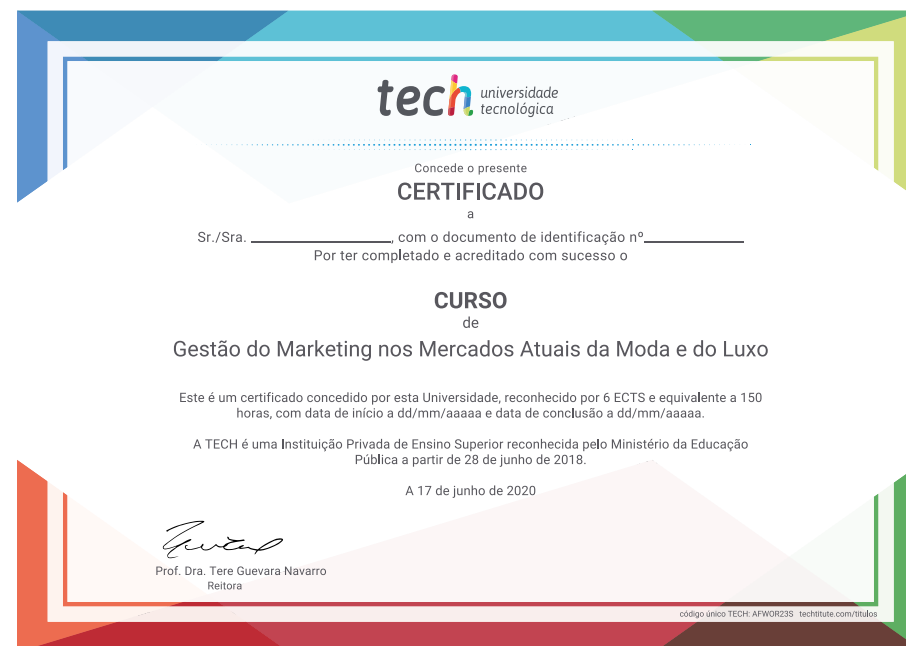 tech universidade
tecnológica
Concede o presente
CERTIFICADO
a
Sr./Sra. ____________________, com o documento de identificação nº______________
Por ter completado e acreditado com sucesso o
CURSO
de
Gestão do Marketing nos Mercados Atuais da Moda e do Luxo
Este é um certificado concedido por esta Universidade, reconhecido por 6 ECTS e equivalente a 150
horas, com data de início a dd/mm/aaaaa e data de conclusão a dd/mm/aaaaa.
A TECH é uma Instituição Privada de Ensino Superior reconhecida pelo Ministério da Educação
Pública a partir de 28 de junho de 2018.
A 17 de junho de 2020
Prof. Dra. Tere Guevara Navarro
Reitora
código único TECH: AFWOR23S techtitute.com/titulos